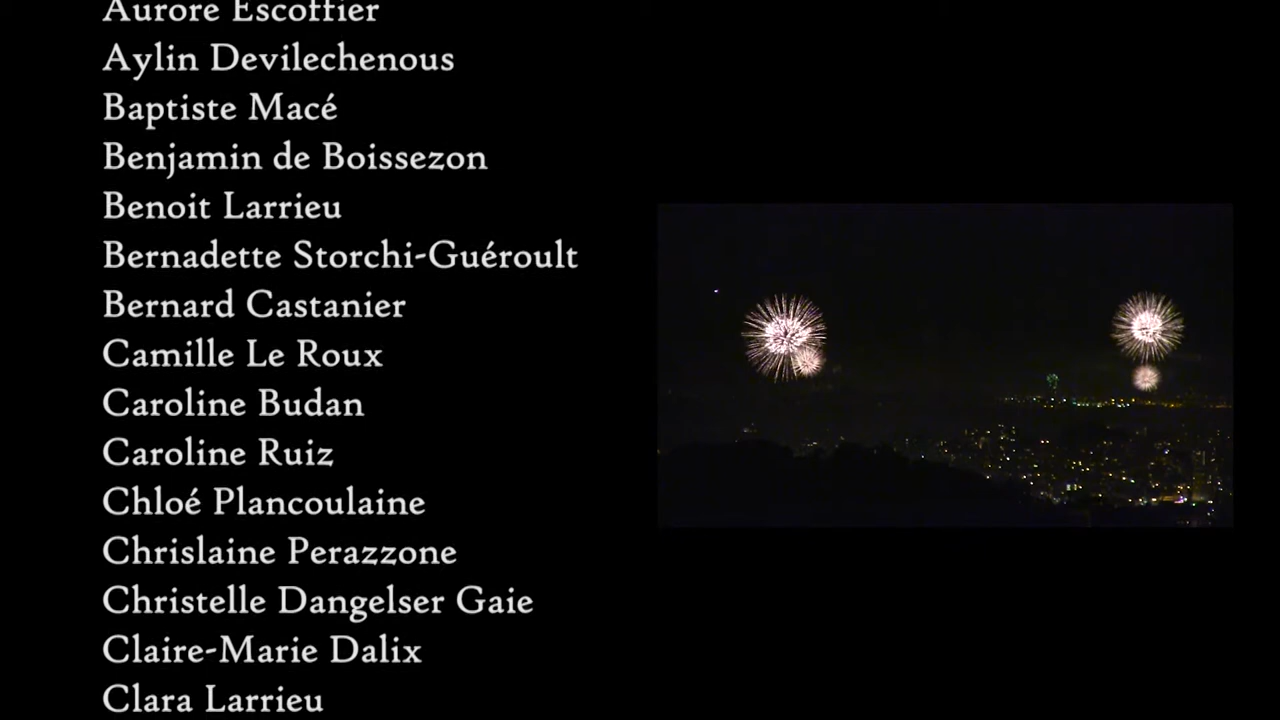 Aurore Escoffier
Aylin Devilechenous
Baptiste Macé
Benjamin de Boissezon
Benoit Larrieu
Bernadette Storchi-Guéroult
Bernard Castanier
Camille Le Roux
Caroline Budan
Caroline Ruiz
Chloé Plancoulaine
Chrislaine Perazzone
Christelle Dangelser Gaie
Claire-Marie Dalix
Clara Larrieu